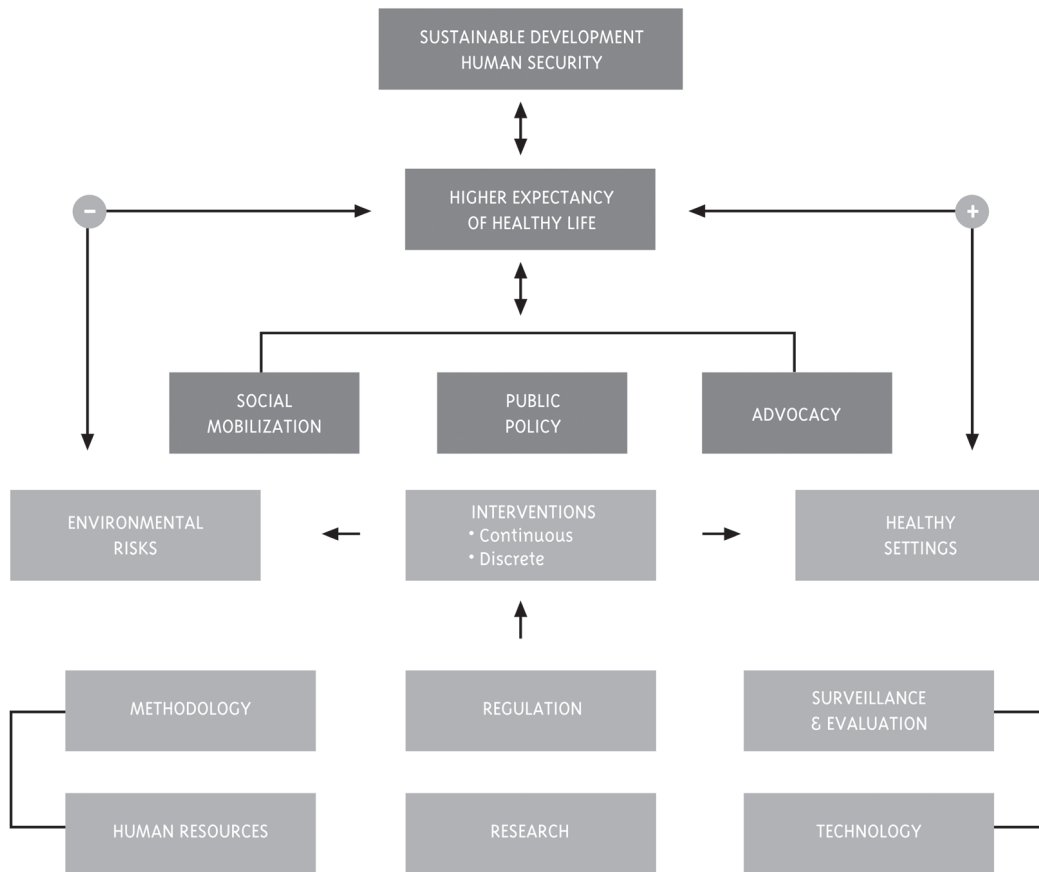 SUSTAINABLE DEVELOPMENT
HUMAN SECURITY
HIGHER EXPECTANCY
OF HEALTHY LIFE
−
+
SOCIAL
MOBILIZATION
PUBLIC
POLICY
ADVOCACY
ENVIRONMENTAL
RISKS
INTERVENTIONS
• Continuous
• Discrete
HEALTHY
SETTINGS
METHODOLOGY
REGULATION
SURVEILLANCE
& EVALUATION
HUMAN RESOURCES
RESEARCH
TECHNOLOGY